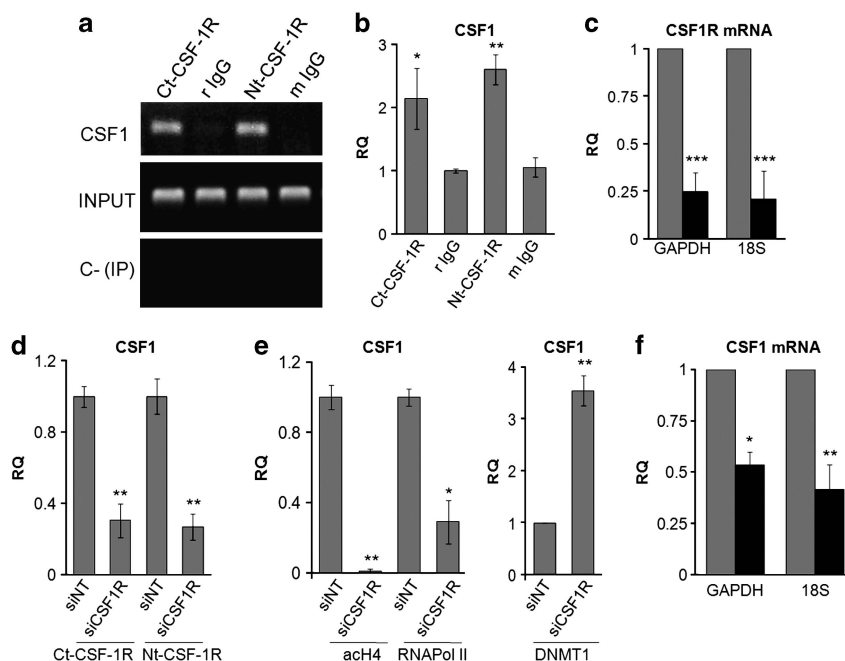 a
Ct-CSF-1R
r IgG
Nt-CSF-1R
m IgG
CSF1
INPUT
C- (IP)
b
CSF1
RQ
3
2
1
0
*
**
Ct-CSF-1R
r IgG
Nt-CSF-1R
m IgG
c
CSF1R mRNA
RQ
1
0.75
0.5
0.25
0
***
***
GAPDH
18S
d
CSF1
RQ
1.2
0.8
0.4
0
**
**
siNT
siCSF1R
siNT
siCSF1R
Ct-CSF-1R
Nt-CSF-1R
e
CSF1
RQ
1.2
0.8
0.4
0
**
*
siNT
siCSF1R
siNT
siCSF1R
acH4
RNAPol II
CSF1
RQ
4
3
2
1
0
**
siNT
siCSF1R
DNMT1
f
CSF1 mRNA
RQ
1
0.75
0.5
0.25
0
*
**
GAPDH
18S